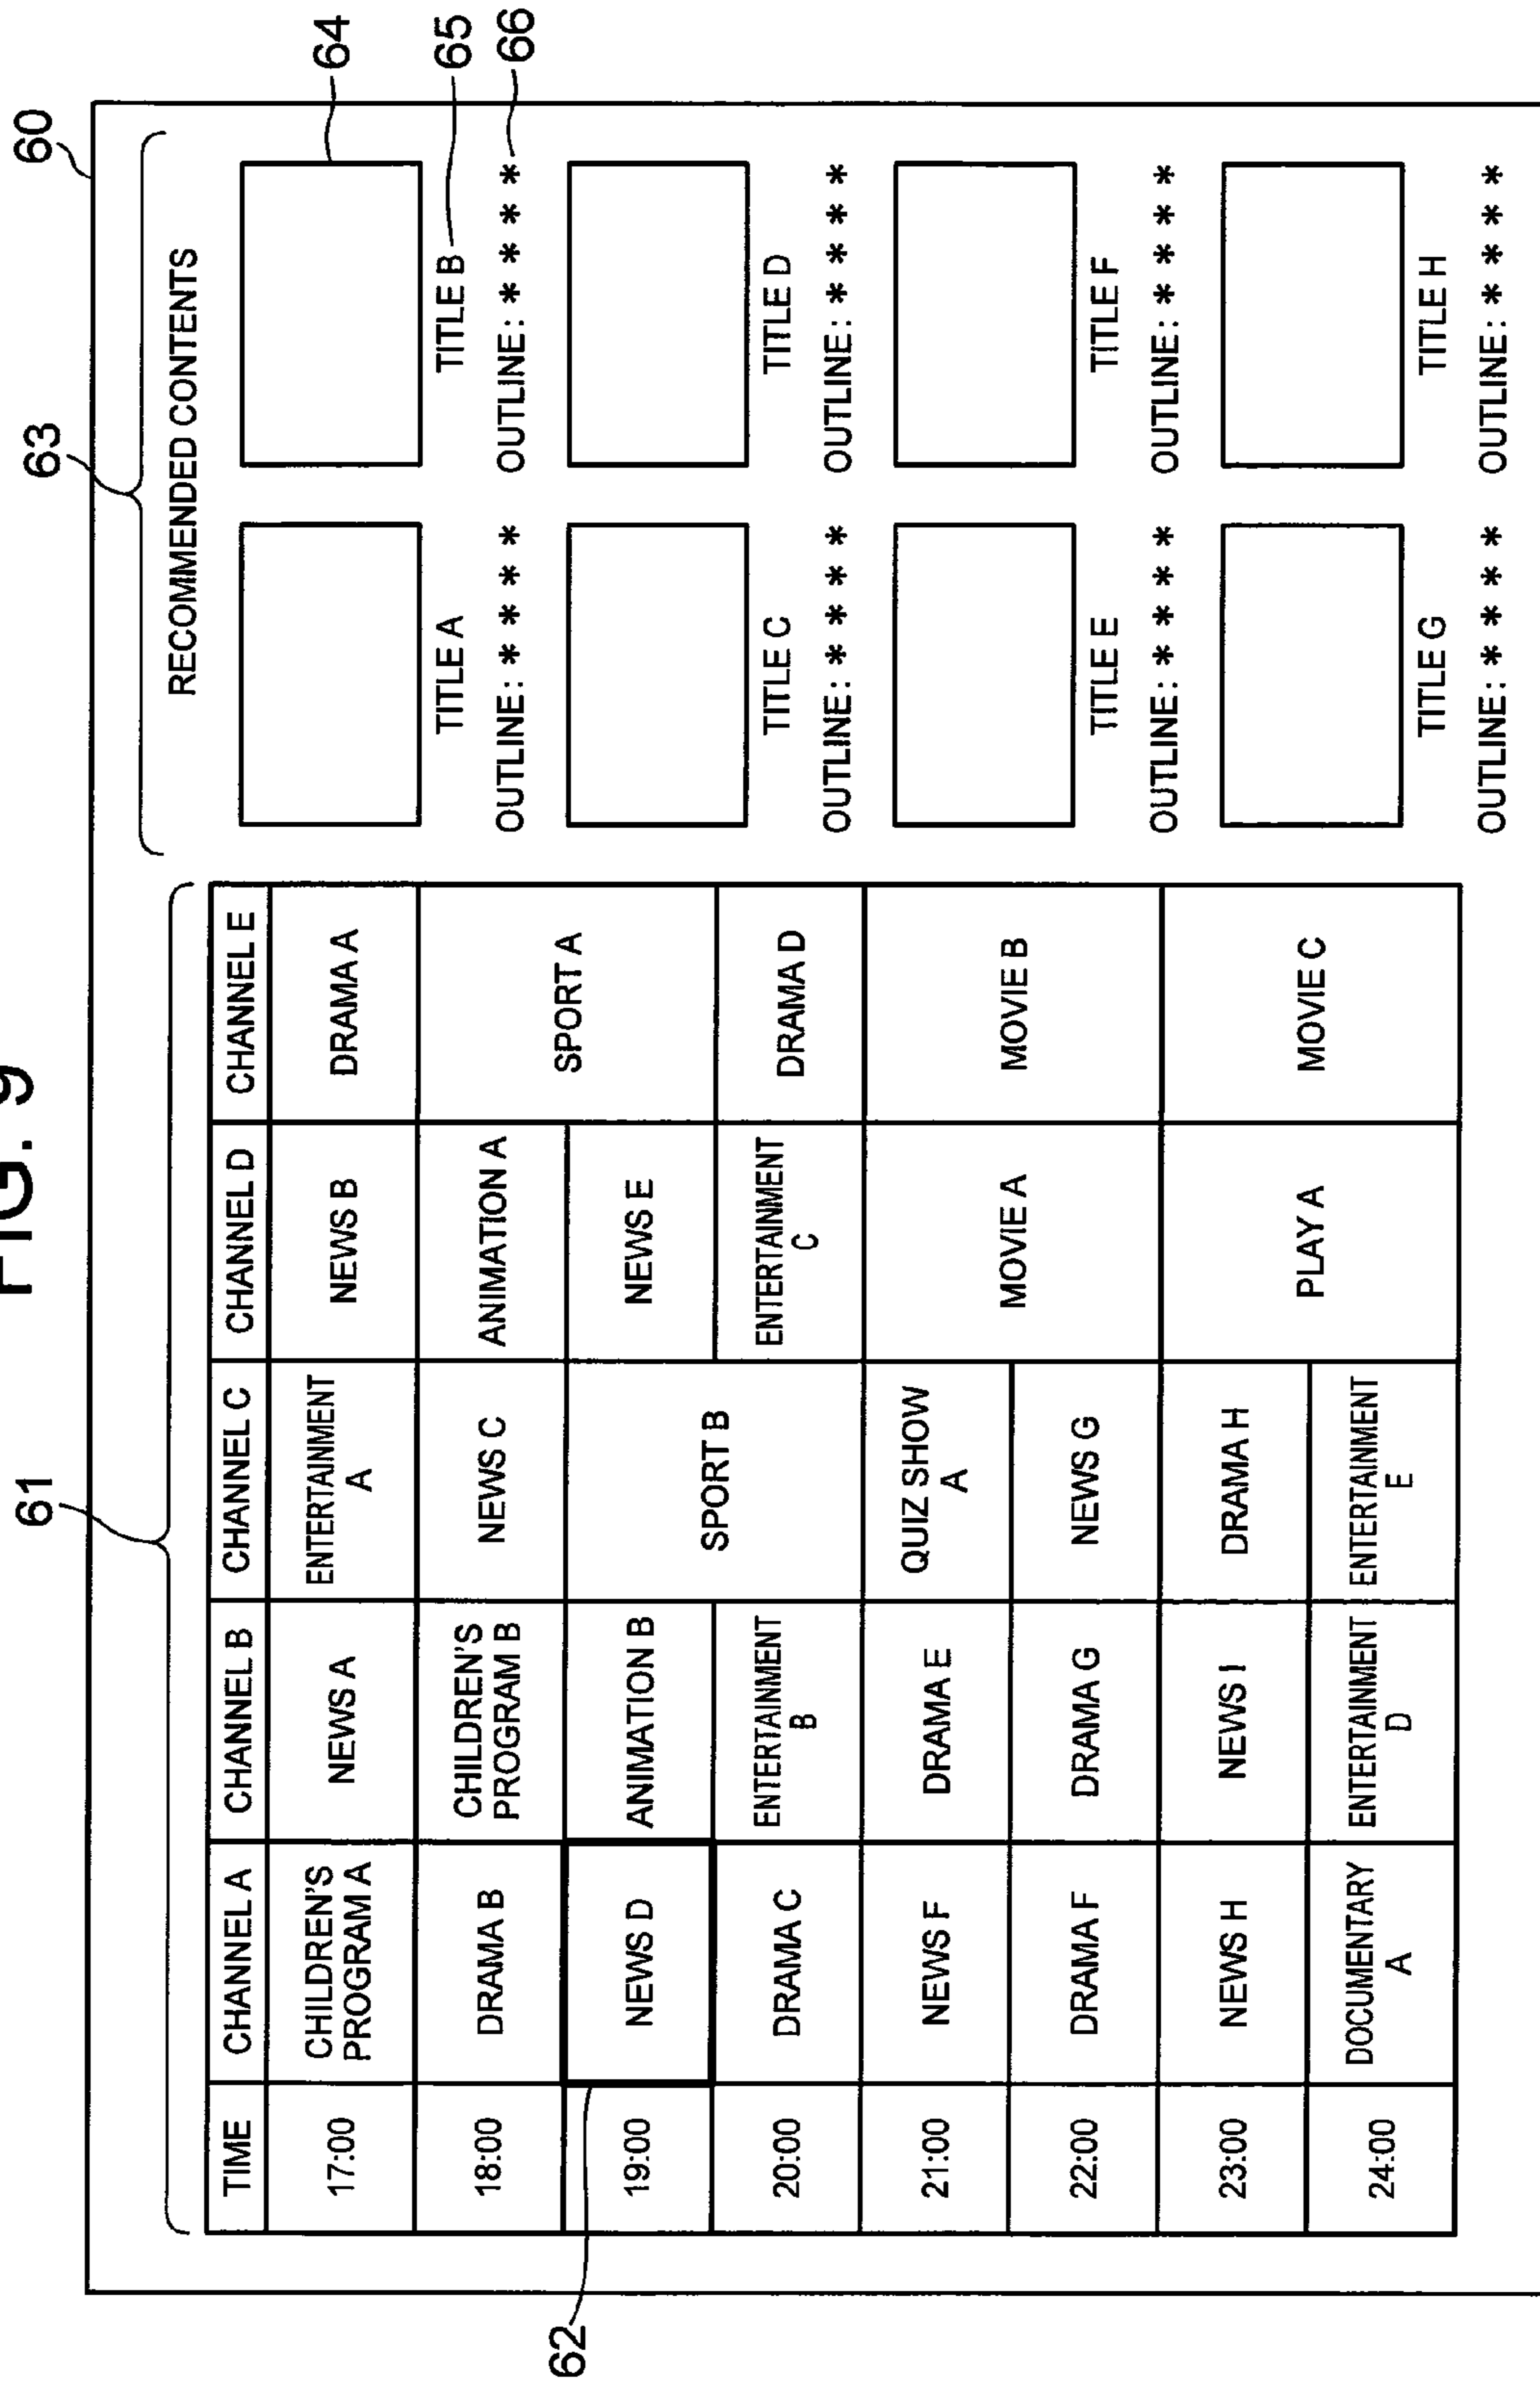 FIG. 9
60
61
63
TIME CHANNEL A CHANNEL B CHANNEL C CHANNEL D CHANNEL E
17:00 CHILDREN'S PROGRAM A NEWS A ENTERTAINMENT A NEWS B DRAMA A
18:00 DRAMA B CHILDREN'S PROGRAM B NEWS C ANIMATION A SPORT A
19:00 NEWS D ANIMATION B SPORT B NEWS E
20:00 DRAMA C ENTERTAINMENT B ENTERTAINMENT C DRAMA D
21:00 NEWS F DRAMA E QUIZ SHOW A MOVIE A MOVIE B
22:00 DRAMA F DRAMA G NEWS G
23:00 NEWS H NEWS I DRAMA H PLAY A MOVIE C
24:00 DOCUMENTARY A ENTERTAINMENT D ENTERTAINMENT E
62
RECOMMENDED CONTENTS
64
TITLE A TITLE B 65
OUTLINE: * * * * OUTLINE: * * * * 66
TITLE C TITLE D
OUTLINE: * * * * OUTLINE: * * * *
TITLE E TITLE F
OUTLINE: * * * * OUTLINE: * * * *
TITLE G TITLE H
OUTLINE: * * * * OUTLINE: * * * *